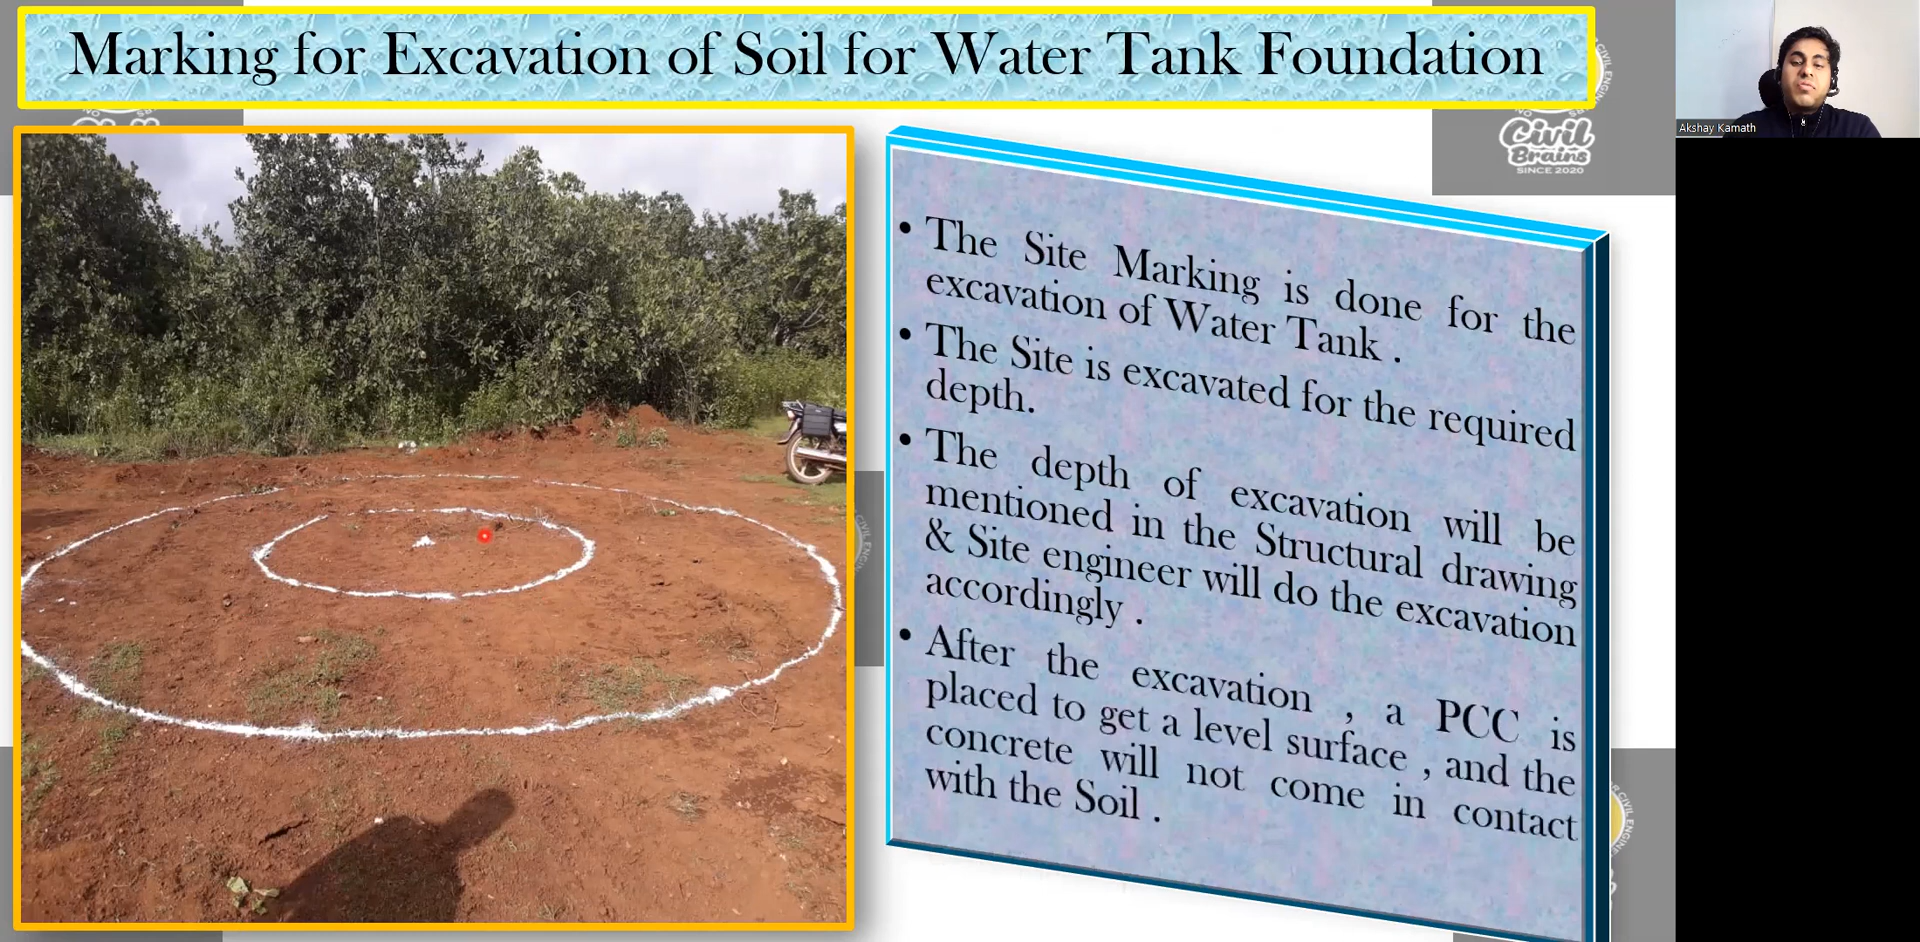 Marking for Excavation of Soil for Water Tank Foundation
Akshay Kamath
Civil
Brains
SINCE 2020
• The Site Marking is done for the
excavation of Water Tank .
• The Site is excavated for the required
depth.
• The depth of excavation will be
mentioned in the Structural drawing
& Site engineer will do the excavation
accordingly .
• After the excavation , a PCC is
placed to get a level surface , and the
concrete will not come in contact
with the Soil .